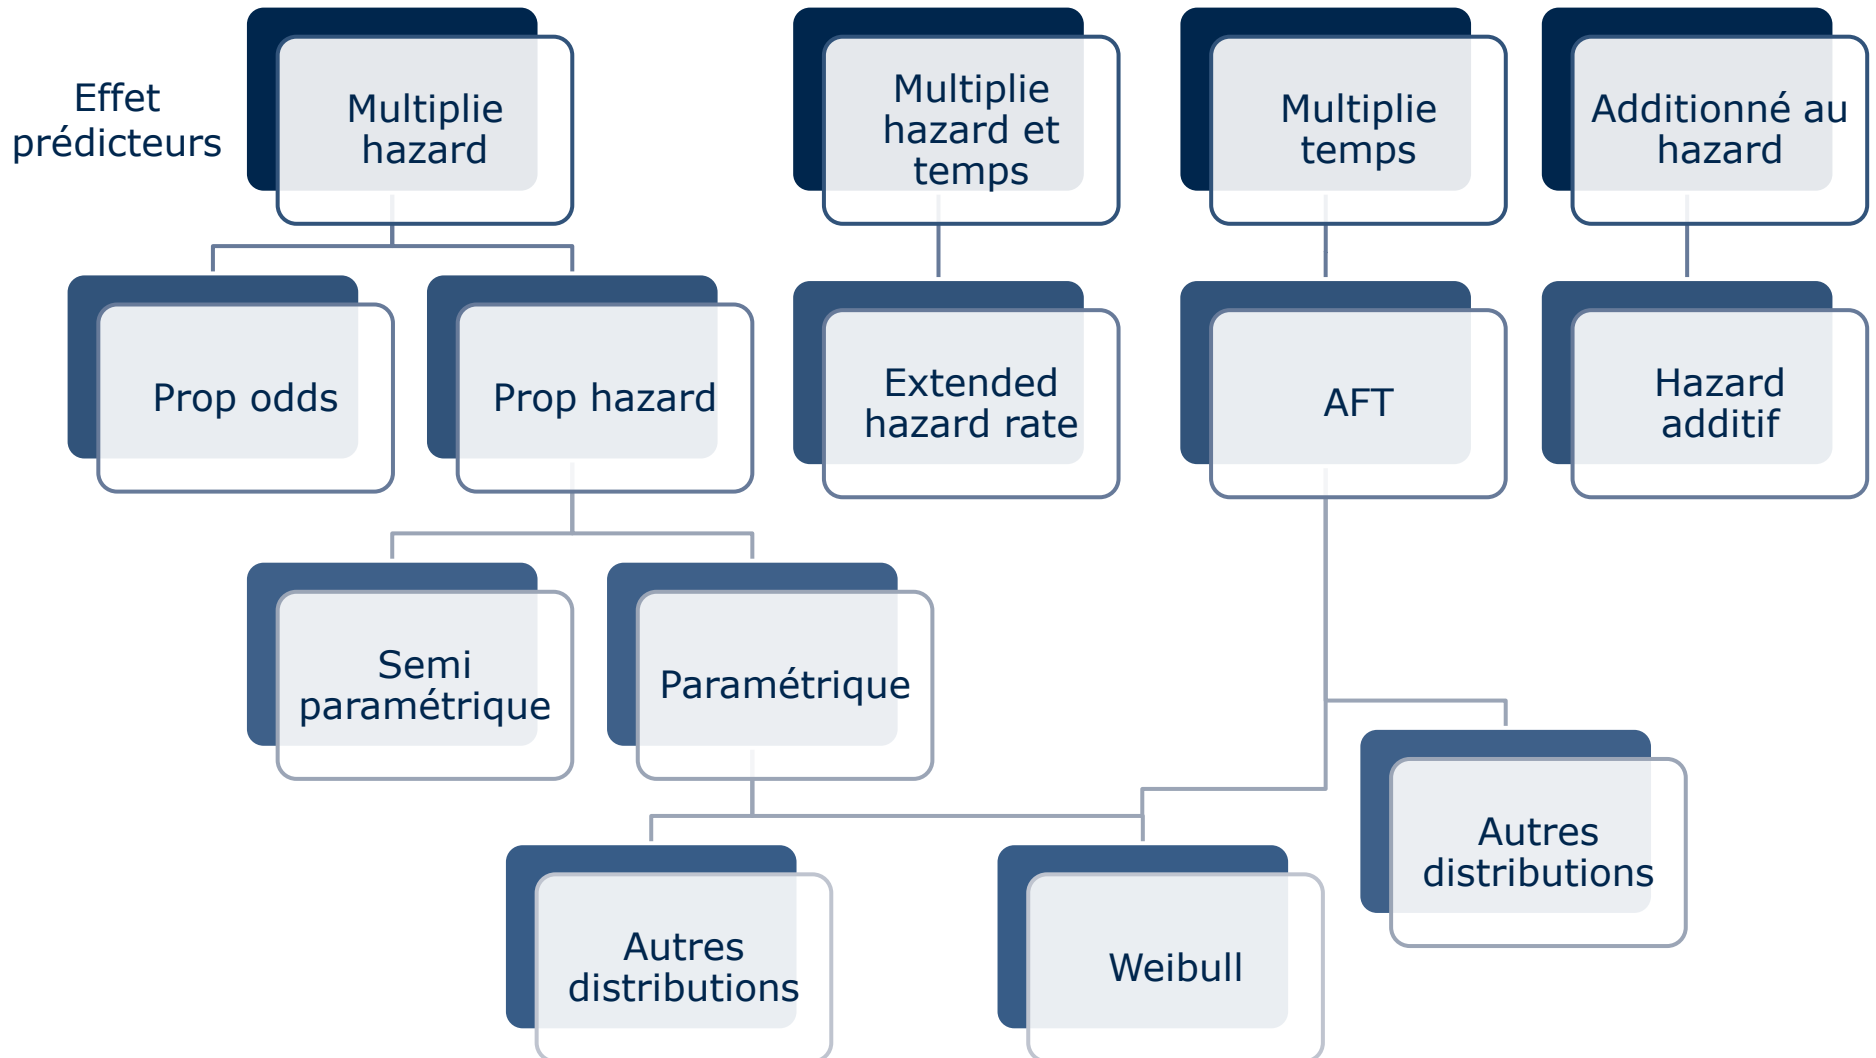 Effet
prédicteurs
Multiplie
hazard
Multiplie
hazard et
temps
Multiplie
temps
Additionné au
hazard
Prop odds
Prop hazard
Extended
hazard rate
AFT
Hazard
additif
Semi
paramétrique
Paramétrique
Autres
distributions
Autres
distributions
Weibull